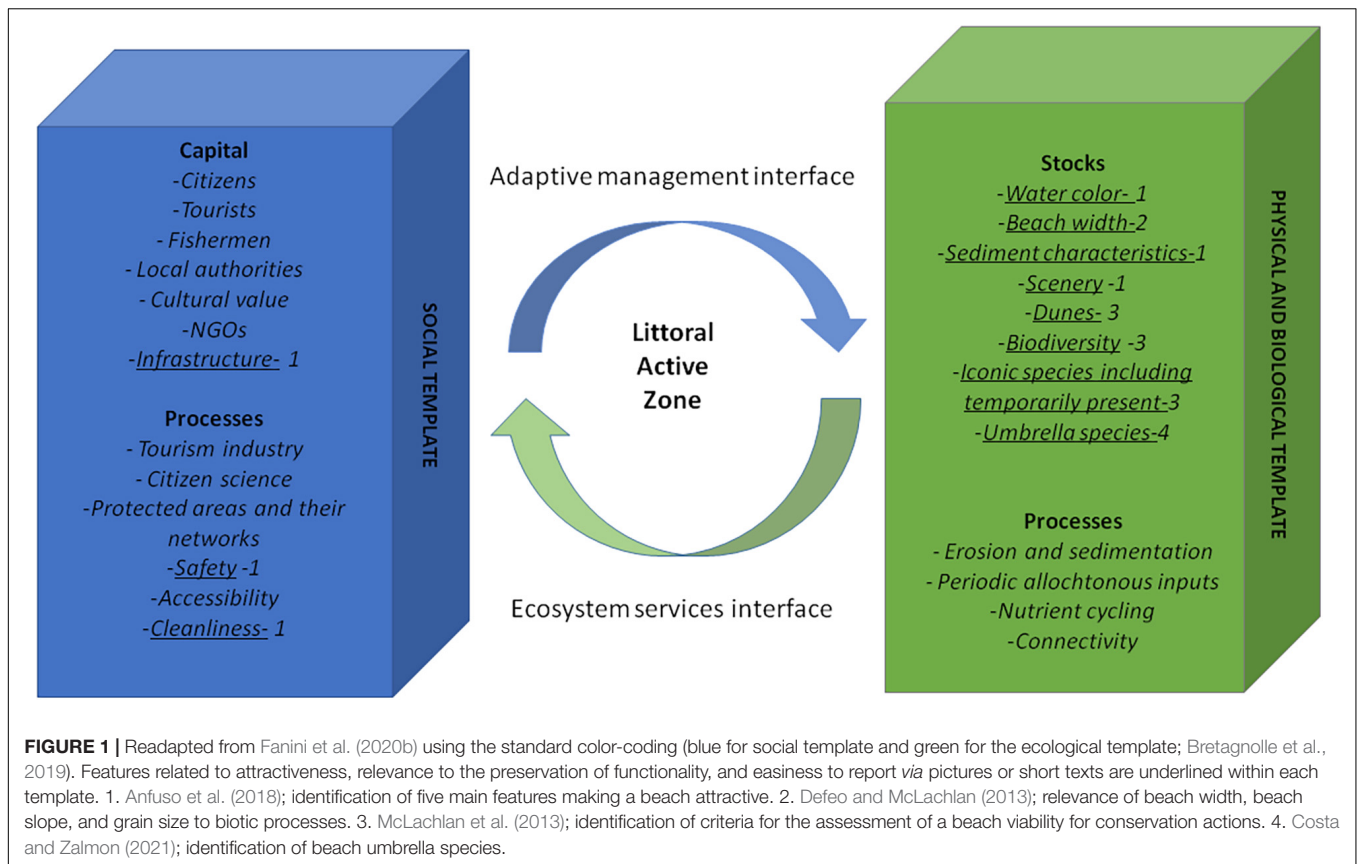 Capital
-Citizens
-Tourists
-Fishermen
- Local authorities
- Cultural value
-NGOs
-Infrastructure- 1
Processes
- Tourism industry
- Citizen science
-Protected areas and their
networks
-Safety -1
-Accessibility
-Cleanliness- 1
SOCIAL TEMPLATE
Adaptive management interface
Littoral
Active
Zone
Ecosystem services interface
Stocks
-Water color- 1
-Beach width-2
-Sediment characteristics-1
-Scenery -1
-Dunes- 3
-Biodiversity -3
-Iconic species including
temporarily present-3
-Umbrella species-4
Processes
- Erosion and sedimentation
- Periodic allochtonous inputs
-Nutrient cycling
-Connectivity
PHYSICAL AND BIOLOGICAL TEMPLATE
FIGURE 1 | Readapted from Fanini et al. (2020b) using the standard color-coding (blue for social template and green for the ecological template; Bretagnolle et al.,
2019). Features related to attractiveness, relevance to the preservation of functionality, and easiness to report via pictures or short texts are underlined within each
template. 1. Anfuso et al. (2018); identification of five main features making a beach attractive. 2. Defeo and McLachlan (2013); relevance of beach width, beach
slope, and grain size to biotic processes. 3. McLachlan et al. (2013); identification of criteria for the assessment of a beach viability for conservation actions. 4. Costa
and Zalmon (2021); identification of beach umbrella species.